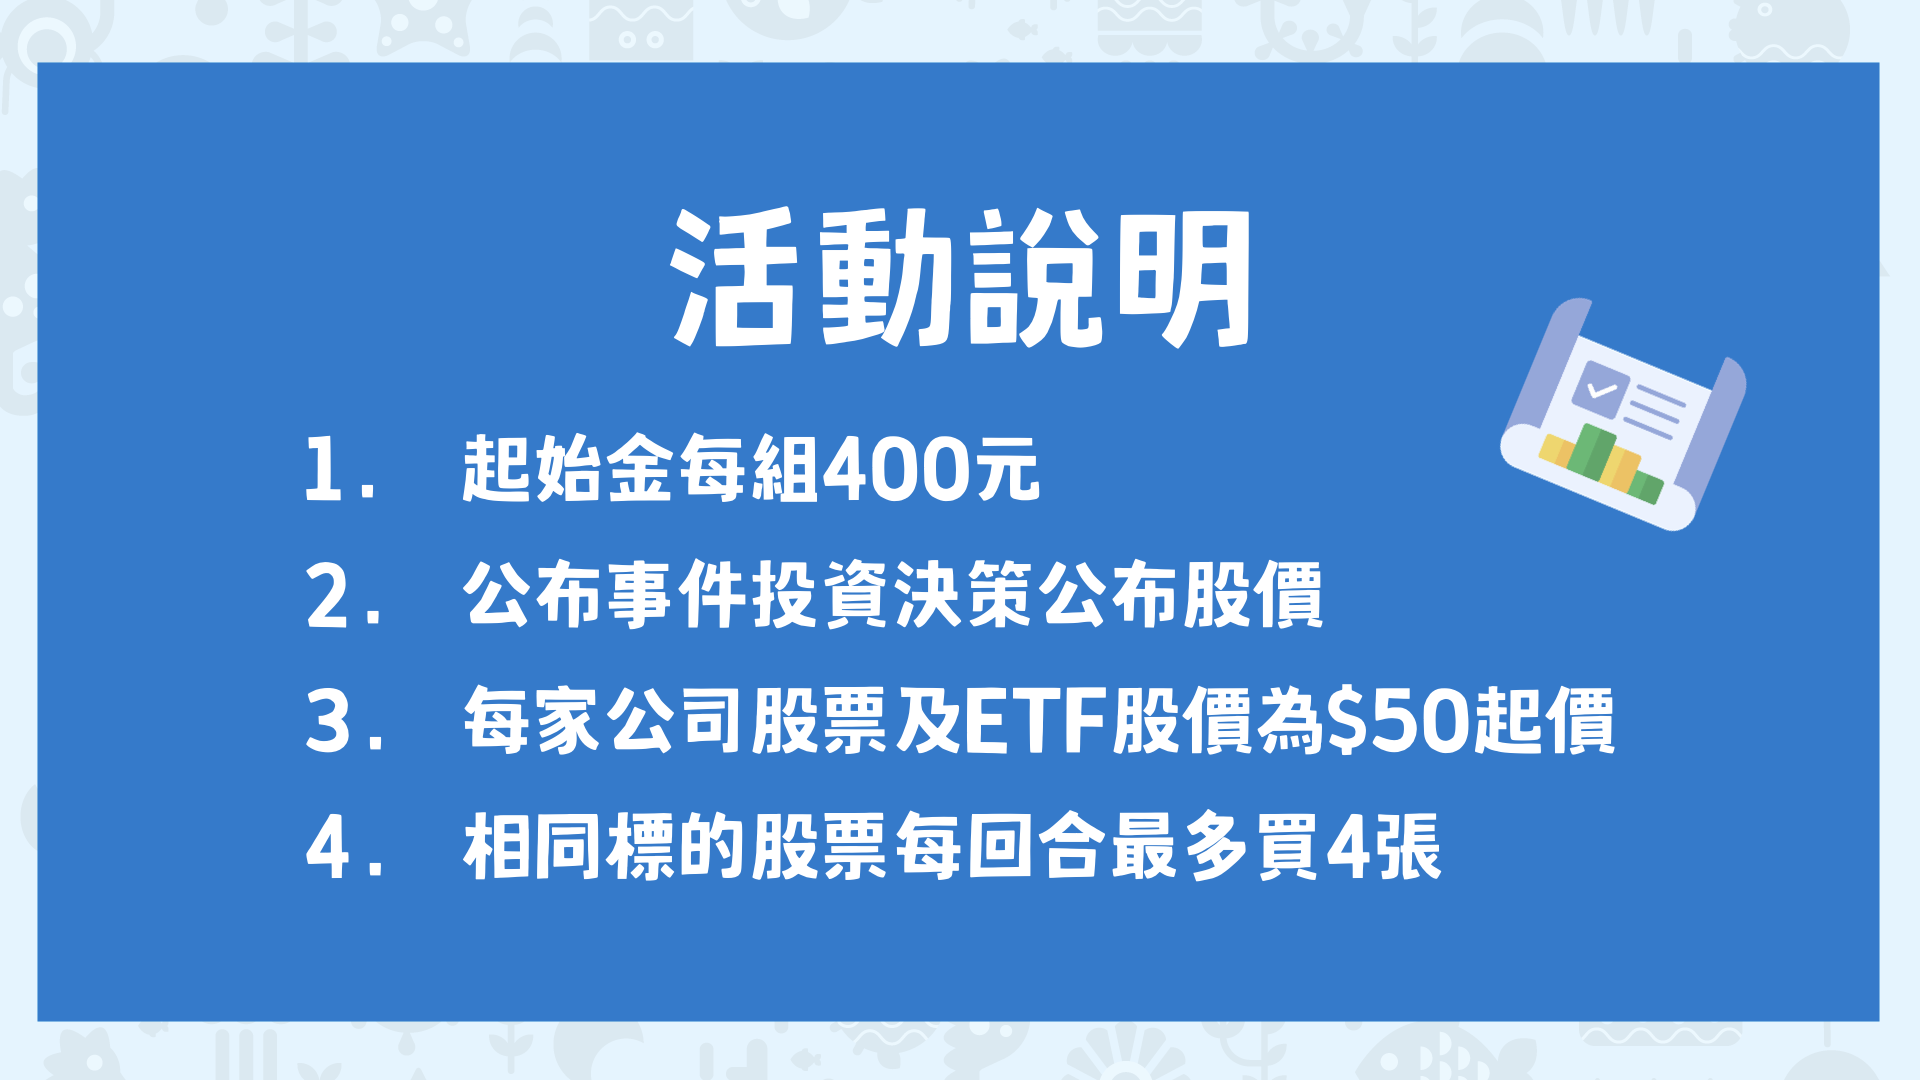 活動說明
1. 起始金每組400元
2. 公布事件投資決策公布股價
3. 每家公司股票及ETF股價為$50起價
4. 相同標的股票每回合最多買4張